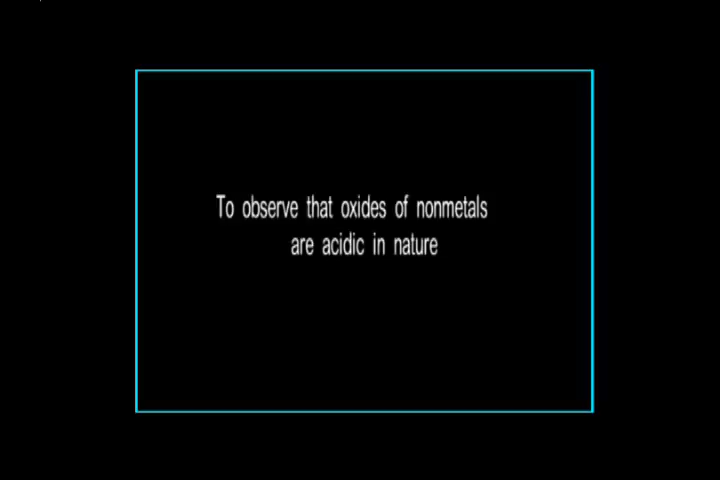 To observe that oxides of nonmetals
are acidic in nature